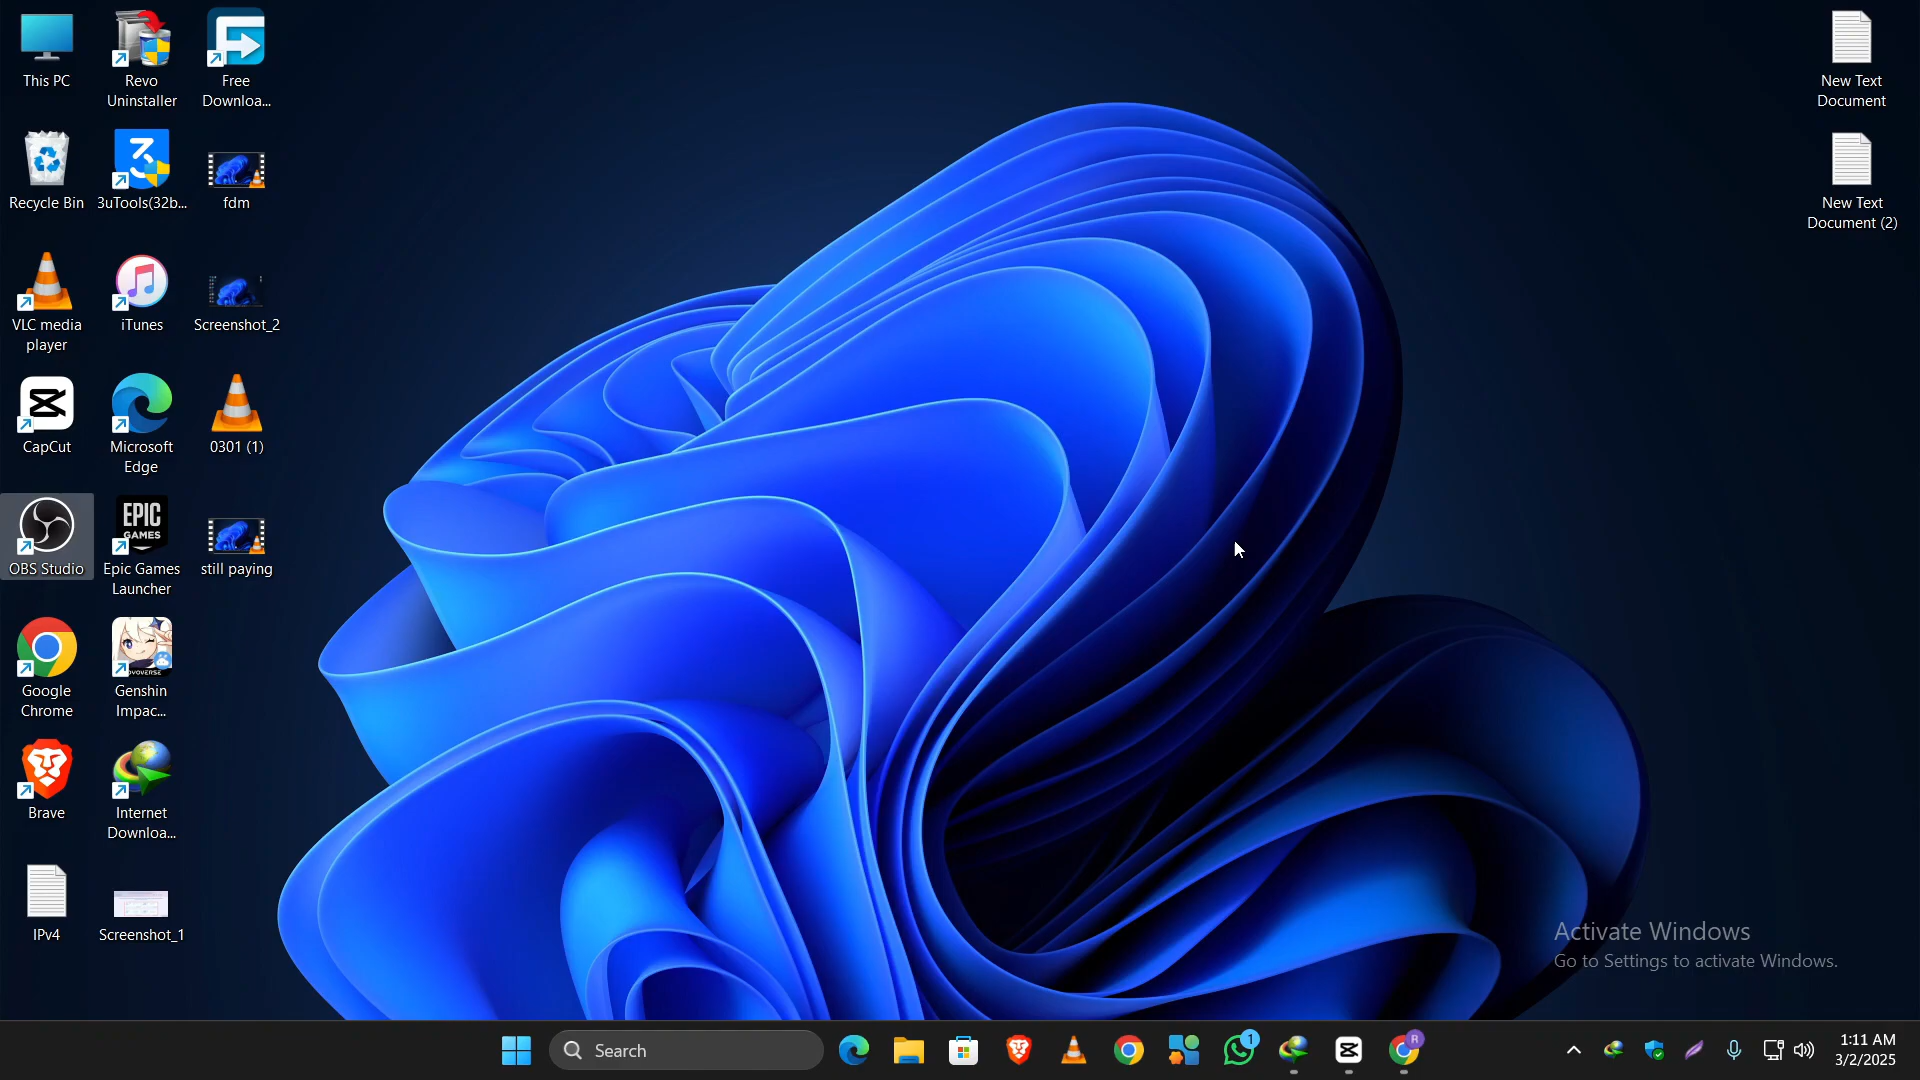 This PC
Revo
Uninstaller
Free
Downloa...
Recycle Bin
3uTools(32b...
fdm
VLC media
player
iTunes
Screenshot_2
CapCut
Microsoft
Edge
0301 (1)
OBS Studio
EPIC
GAMES
Epic Games
Launcher
still paying
Google
Chrome
Genshin
Impac...
Brave
Internet
Downloa...
IPv4
Screenshot_1
New Text
Document
New Text
Document (2)
Activate Windows
Go to Settings to activate Windows.
Search
1
R
1:11 AM
3/2/2025